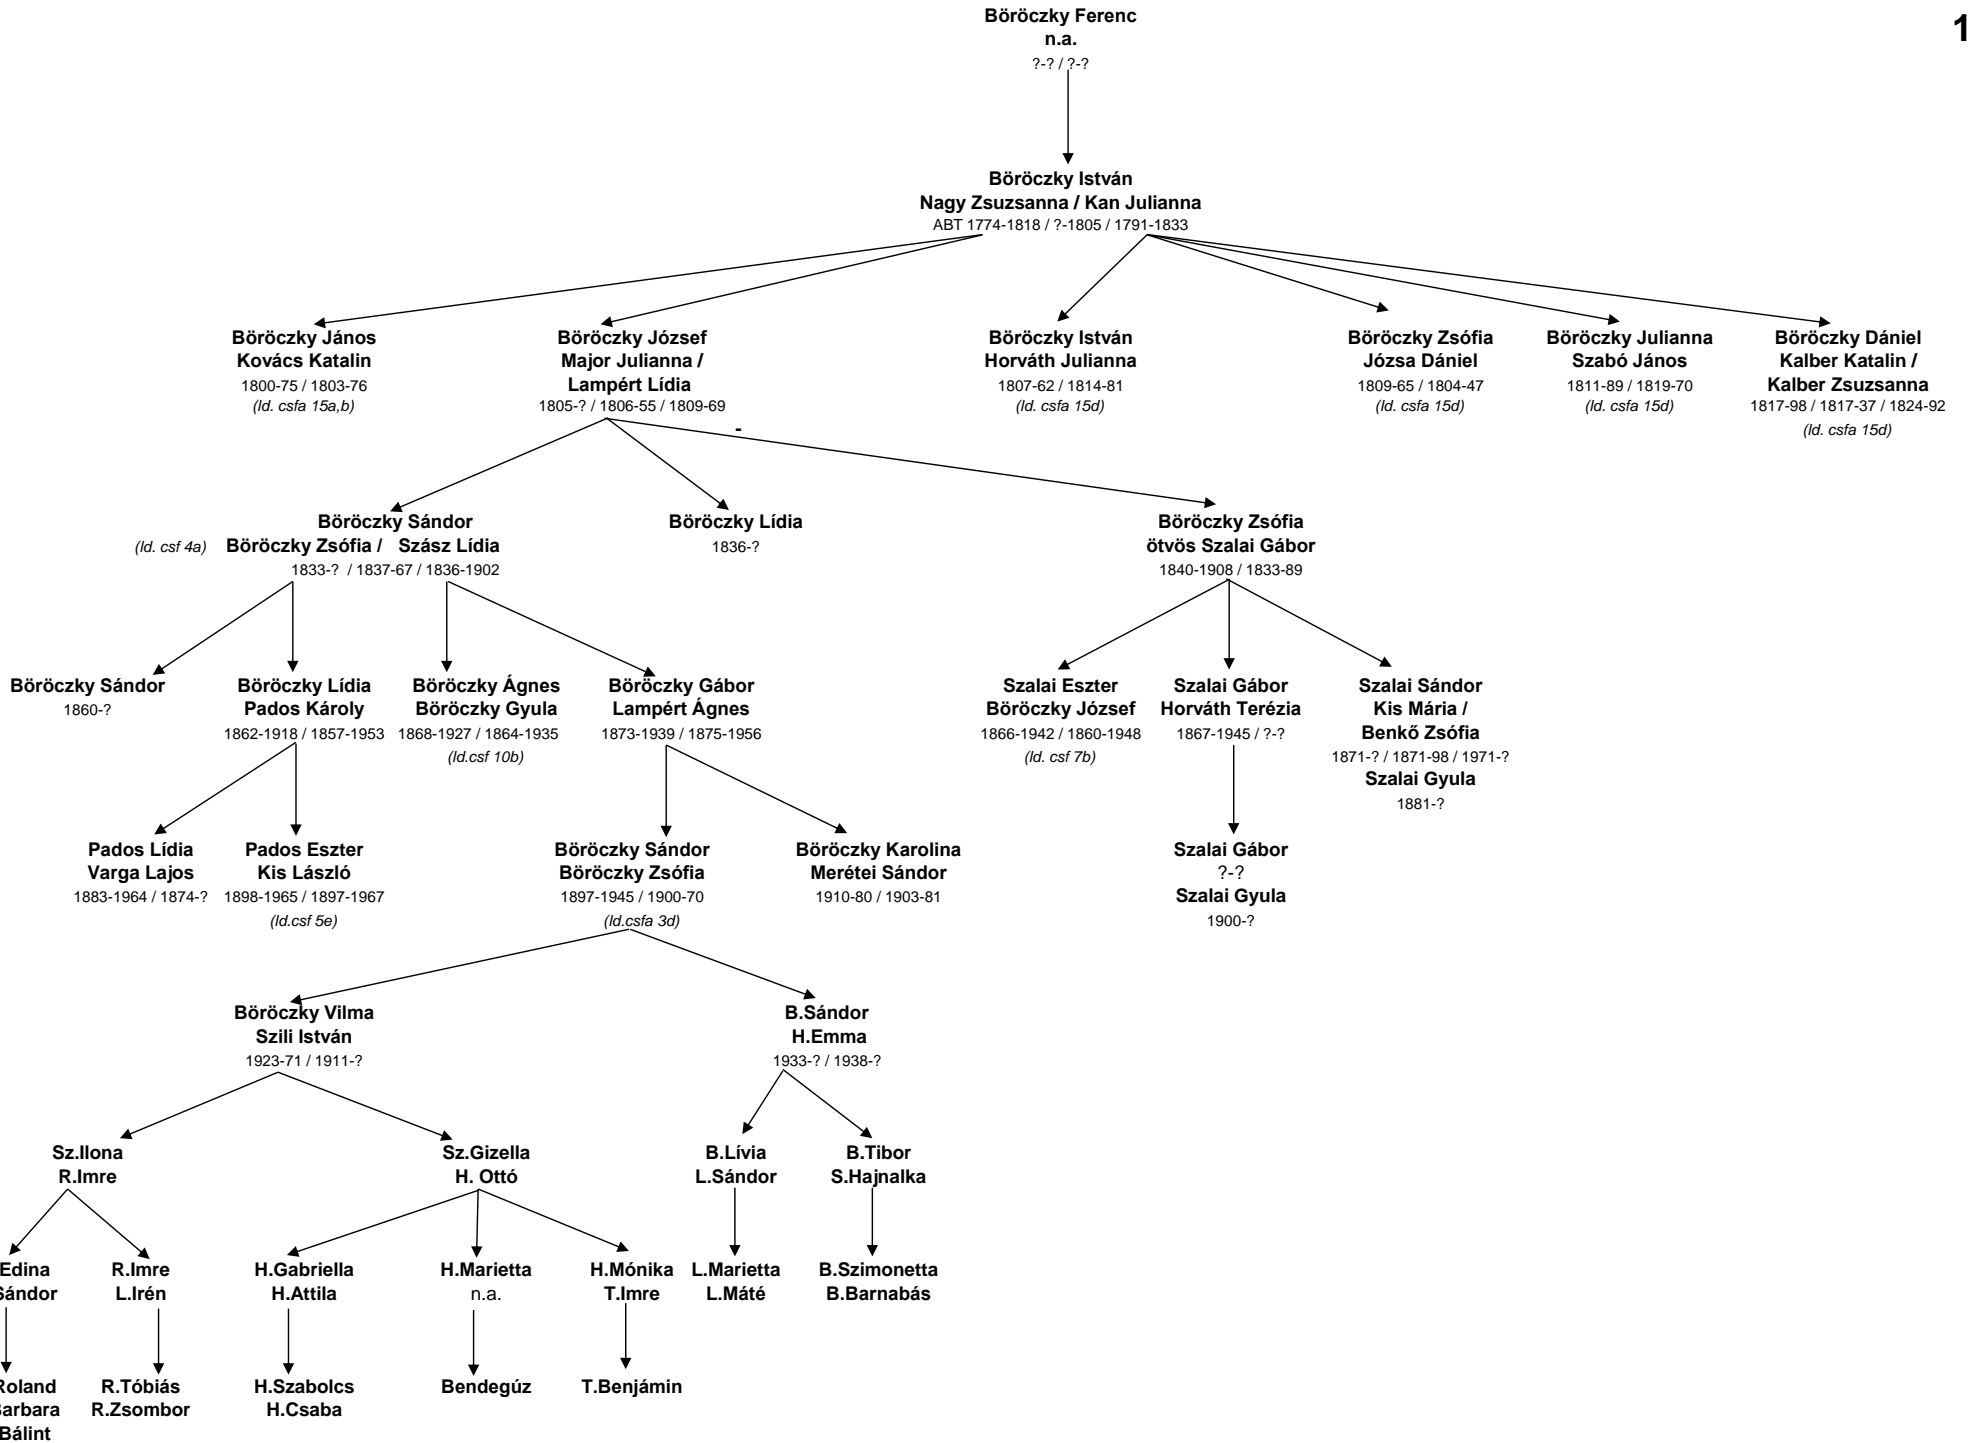 1
Böröczky Ferenc
n.a.
?-? / ?-?
Böröczky István
Nagy Zsuzsanna / Kan Julianna
ABT 1774-1818 / ?-1805 / 1791-1833
Böröczky János
Kovács Katalin
1800-75 / 1803-76
(ld. csfa 15a,b)
Böröczky József
Major Julianna /
Lampért Lídia
1805-? / 1806-55 / 1809-69
-
Böröczky István
Horváth Julianna
1807-62 / 1814-81
(ld. csfa 15d)
Böröczky Zsófia
Józsa Dániel
1809-65 / 1804-47
(ld. csfa 15d)
Böröczky Julianna
Szabó János
1811-89 / 1819-70
(ld. csfa 15d)
Böröczky Dániel
Kalber Katalin /
Kalber Zsuzsanna
1817-98 / 1817-37 / 1824-92
(ld. csfa 15d)
Böröczky Sándor
(ld. csf 4a) Böröczky Zsófia / Szász Lídia
1833-? / 1837-67 / 1836-1902
Böröczky Lídia
1836-?
Böröczky Zsófia
ötvös Szalai Gábor
1840-1908 / 1833-89
Böröczky Sándor
1860-?
Böröczky Lídia
Pados Károly
1862-1918 / 1857-1953
Böröczky Ágnes
Böröczky Gyula
1868-1927 / 1864-1935
(ld.csf 10b)
Böröczky Gábor
Lampért Ágnes
1873-1939 / 1875-1956
Szalai Eszter
Böröczky József
1866-1942 / 1860-1948
(ld. csf 7b)
Szalai Gábor
Horváth Terézia
1867-1945 / ?-?
Szalai Sándor
Kis Mária /
Benkő Zsófia
1871-? / 1871-98 / 1971-?
Szalai Gyula
1881-?
Pados Lídia
Varga Lajos
1883-1964 / 1874-?
Pados Eszter
Kis László
1898-1965 / 1897-1967
(ld.csf 5e)
Böröczky Sándor
Böröczky Zsófia
1897-1945 / 1900-70
(ld.csfa 3d)
Böröczky Karolina
Merétei Sándor
1910-80 / 1903-81
Szalai Gábor
?-?
Szalai Gyula
1900-?
Böröczky Vilma
Szili István
1923-71 / 1911-?
B.Sándor
H.Emma
1933-? / 1938-?
Sz.Ilona
R.Imre
Sz.Gizella
H. Ottó
B.Lívia
L.Sándor
B.Tibor
S.Hajnalka
Edina
Sándor
R.Imre
L.Irén
H.Gabriella
H.Attila
H.Marietta
n.a.
H.Mónika
T.Imre
L.Marietta
L.Máté
B.Szimonetta
B.Barnabás
Roland
Barbara
Bálint
R.Tóbiás
R.Zsombor
H.Szabolcs
H.Csaba
Bendegúz
T.Benjámin